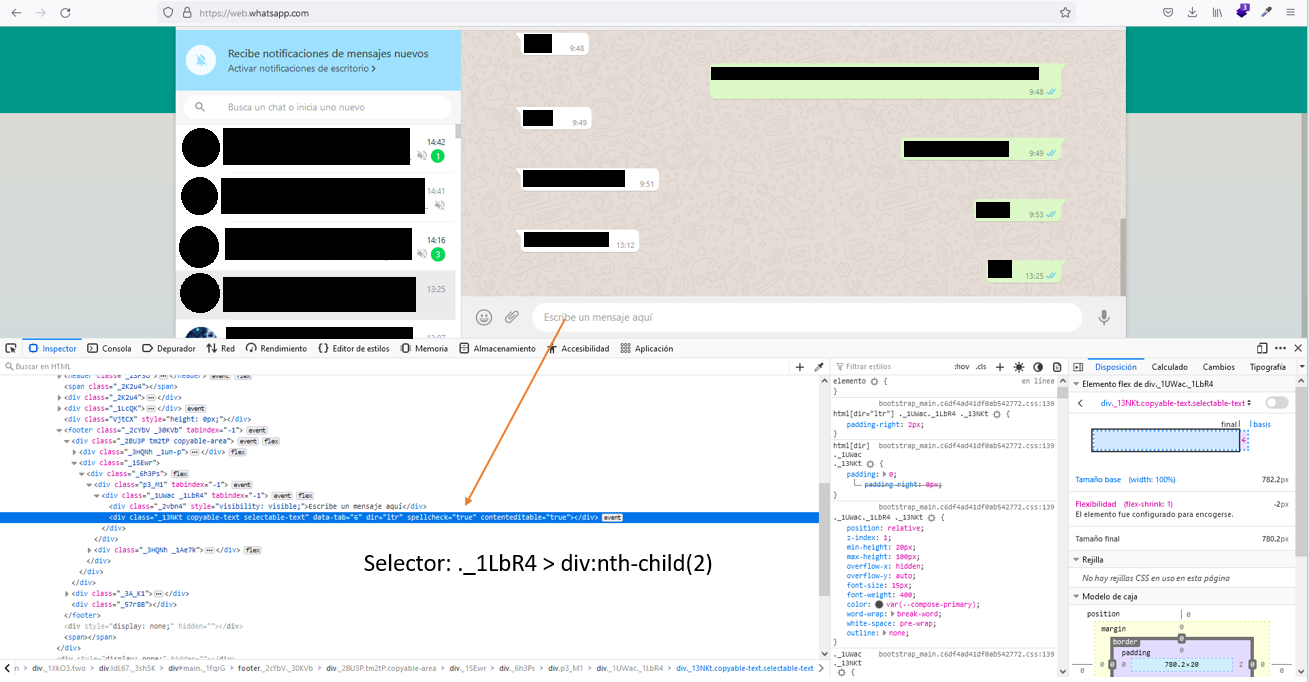 https://web.whatsapp.com
3
Recibe notificaciones de mensajes nuevos
Activar notificaciones de escritorio >
Busca un chat o inicia uno nuevo
14:42
1
14:41
14:16
3
13:25
9:48
9:48
9:49
9:49
9:51
9:53
13:12
13:25
Escribe un mensaje aquí
Inspector
Consola
Depurador
Red
Rendimiento
Editor de estilos
Memoria
Almacenamiento
Accesibilidad
Aplicación
Buscar en HTML
<span class="_2K2u4"></span>
<div class="_2K2u4">⋯</div>
<div class="_1LcQK">⋯</div> event
<div class="VjtCX" style="height: 0px;"></div>
<footer class="_2cYbV _30KVb" tabindex="-1"> event
<div class="_2BU3P tm2tP copyable-area"> event flex
<div class="_3HQNh _1un-p">⋯</div> flex
<div class="_1SEwr">
<div class="_6h3Ps"> flex
<div class="p3_M1" tabindex="-1"> event
<div class="_1UWac _1LbR4" tabindex="-1"> event flex
<div class="_2vbn4" style="visibility: visible;">Escribe un mensaje aquí</div>
<div class="_13NKt copyable-text selectable-text" data-tab="6" dir="ltr" spellcheck="true" contenteditable="true"></div> event
</div>
</div>
<div class="_3HQNh _1Ae7k">⋯</div> flex
</div>
</div>
</div>
<div class="_3A_K1">⋯</div>
<div class="_57r8B"></div>
</footer>
<div style="display: none;" hidden=""></div>
<span></span>
</div>
Selector: ._1LbR4 > div:nth-child(2)
div._1XkO3.two > div.ldL67._3sh5K > div#main._1fqrG > footer._2cYbV._30KVb > div._2BU3P.tm2tP.copyable-area > div._1SEwr > div._6h3Ps > div.p3_M1 > div._1UWac._1LbR4 > div._13NKt.copyable-text.selectable-text
Filtrar estilos
:hov .cls
elemento { en línea
}
bootstrap_main.c6df4ad41df0ab542772.css:139
html[dir="ltr"] ._1UWac._1LbR4 ._13NKt {
padding-right: 2px;
}
html[dir] bootstrap_main.c6df4ad41df0ab542772.css:139
._1UWac
._13NKt {
padding: 0;
padding-right: 0px;
}
bootstrap_main.c6df4ad41df0ab542772.css:139
._1UWac._1LbR4 ._13NKt {
position: relative;
z-index: 1;
min-height: 20px;
max-height: 100px;
overflow-x: hidden;
overflow-y: auto;
font-size: 15px;
font-weight: 400;
color: var(--compose-primary);
word-wrap: break-word;
white-space: pre-wrap;
outline: none;
}
._1UWac bootstrap_main.c6df4ad41df0ab542772.css:139
._13NKt
{
Disposición
Calculado
Cambios
Tipografía
Elemento flex de div._1UWac._1LbR4
div._13NKt.copyable-text.selectable-text
final
basis
Tamaño base (width: 100%) 782.2px
Flexibilidad (flex-shrink: 1) -2px
El elemento fue configurado para encogerse.
Tamaño final 780.2px
Rejilla
No hay rejillas CSS en uso en esta página
Modelo de caja
position 0
margin 0
border 0
padding 0
0 0 0 0 780.2×20 2 0 0 0